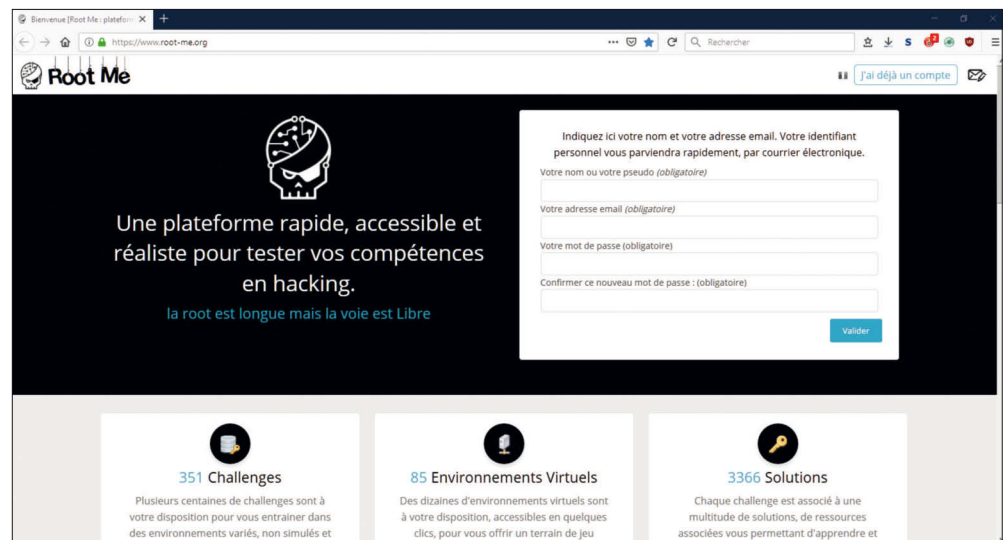 Bienvenue [Root Me : plateform
https://www.root-me.org
Rechercher
Root Me
J'ai déjà un compte
Une plateforme rapide, accessible et
réaliste pour tester vos compétences
en hacking.
la root est longue mais la voie est Libre
Indiquez ici votre nom et votre adresse email. Votre identifiant
personnel vous parviendra rapidement, par courrier électronique.
Votre nom ou votre pseudo (obligatoire)
Votre adresse email (obligatoire)
Votre mot de passe (obligatoire)
Confirmer ce nouveau mot de passe : (obligatoire)
Valider
351 Challenges
Plusieurs centaines de challenges sont à
votre disposition pour vous entrainer dans
des environnements variés, non simulés et
85 Environnements Virtuels
Des dizaines d'environnements virtuels sont
à votre disposition, accessibles en quelques
clics, pour vous offrir un terrain de jeu
3366 Solutions
Chaque challenge est associé à une
multitude de solutions, de ressources
associées vous permettant d'apprendre et